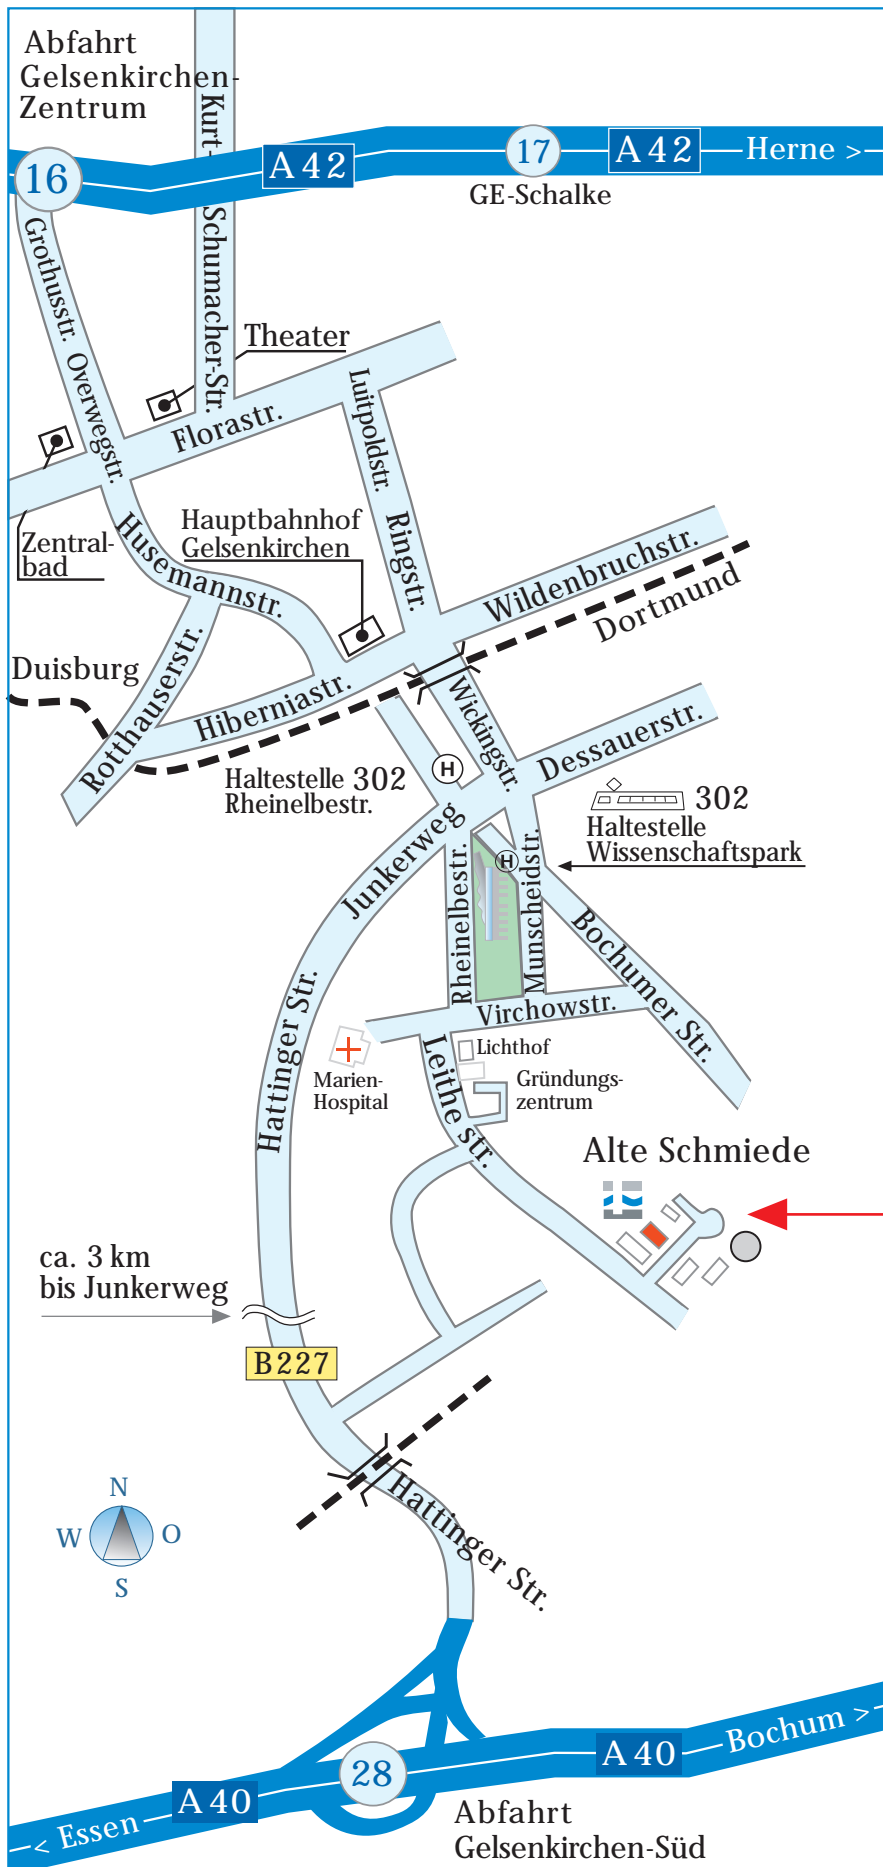 Abfahrt
Gelsenkirchen-
Zentrum
Kurt-Schumacher-Str.
16
A 42
17
A 42
Herne >
GE-Schalke
Grothusstr.
Overwegstr.
Theater
Florastr.
Luitpoldstr.
Ringstr.
Zentral-
bad
Husemannstr.
Hauptbahnhof
Gelsenkirchen
Wildenbruchstr.
Dortmund
Duisburg
Rotthauserstr.
Hiberniastr.
Wickingstr.
Dessauerstr.
Haltestelle 302
Rheinelbestr.
H
302
Haltestelle
Wissenschaftspark
H
Junkerweg
Rheinelbestr.
Munscheidstr.
Bochumer Str.
Hattinger Str.
Virchowstr.
Leithe str.
Lichthof
Marien-
Hospital
Gründungs-
zentrum
Alte Schmiede
ca. 3 km
bis Junkerweg
B 227
Hattinger Str.
N
W
O
S
28
A 40
A 40
Bochum >
< Essen
Abfahrt
Gelsenkirchen-Süd